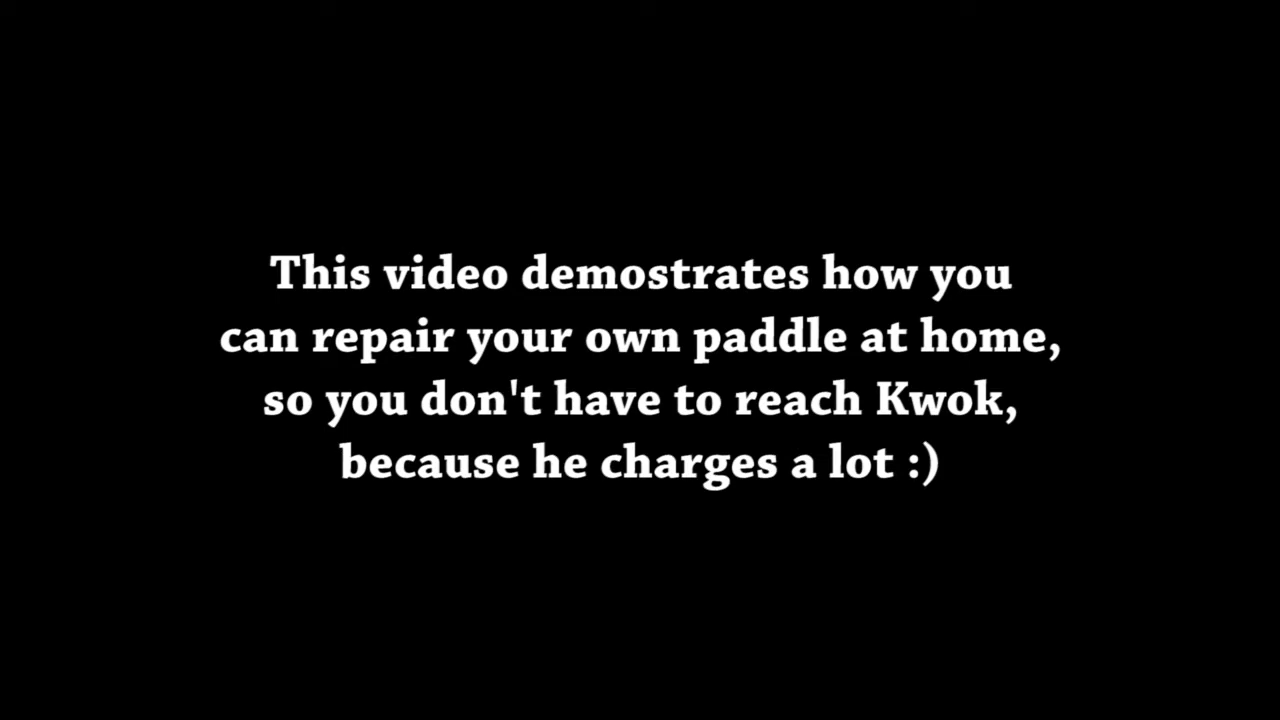 This video demostrates how you
can repair your own paddle at home,
so you don't have to reach Kwok,
because he charges a lot :)